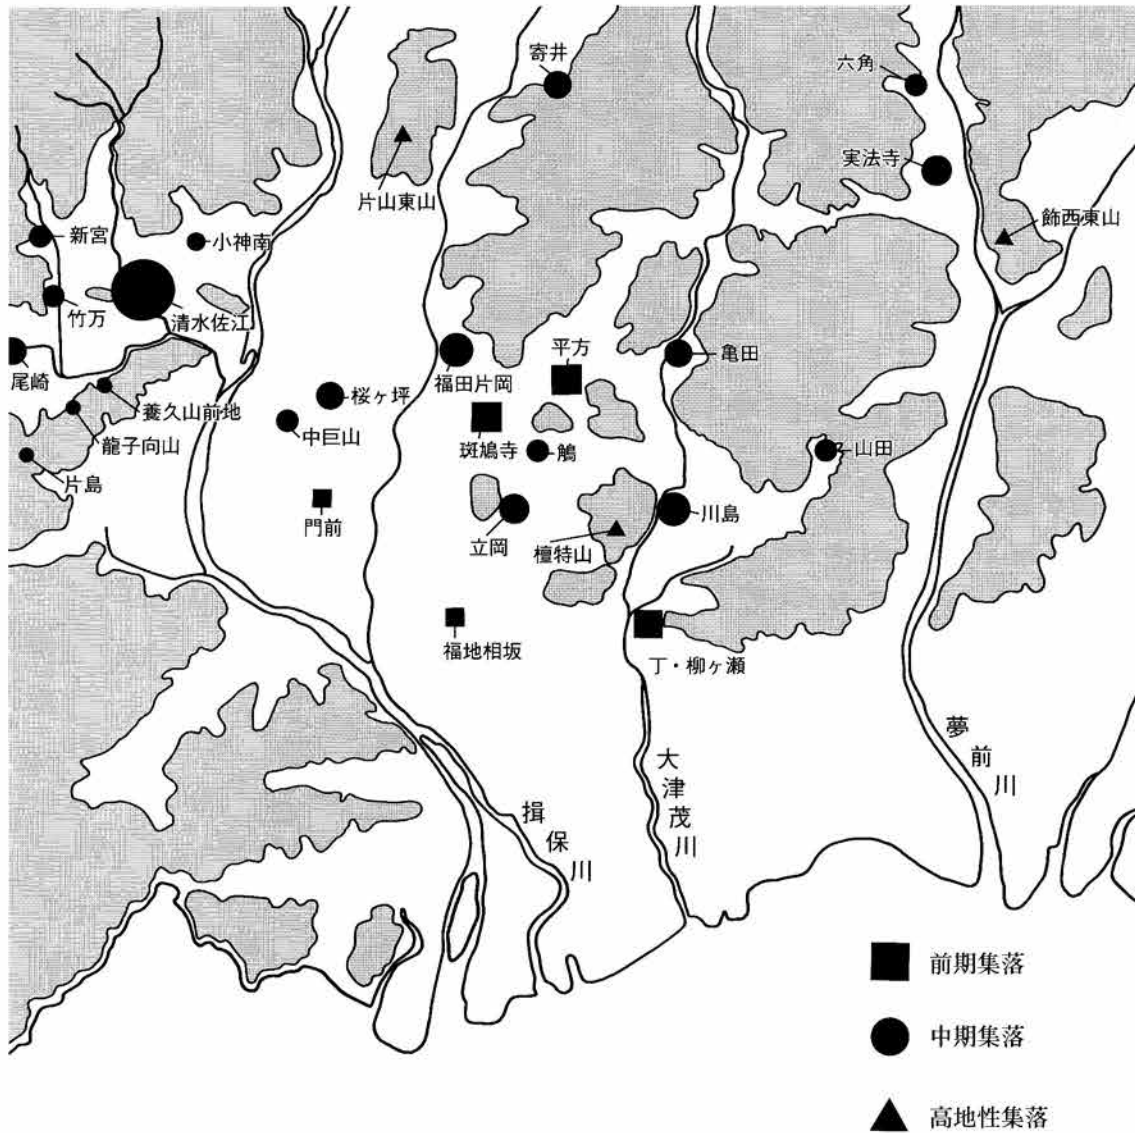 寄井
六角
実法寺
片山東山
飾西東山
新宮
小神南
竹万
清水佐江
尾崎
養久山前地
龍子向山
片島
桜ヶ坪
中巨山
門前
福田片岡
平方
斑鳩寺
鵤
亀田
山田
立岡
檀特山
川島
福地相坂
丁・柳ヶ瀬
揖保川
大津茂川
夢前川
前期集落
中期集落
高地性集落